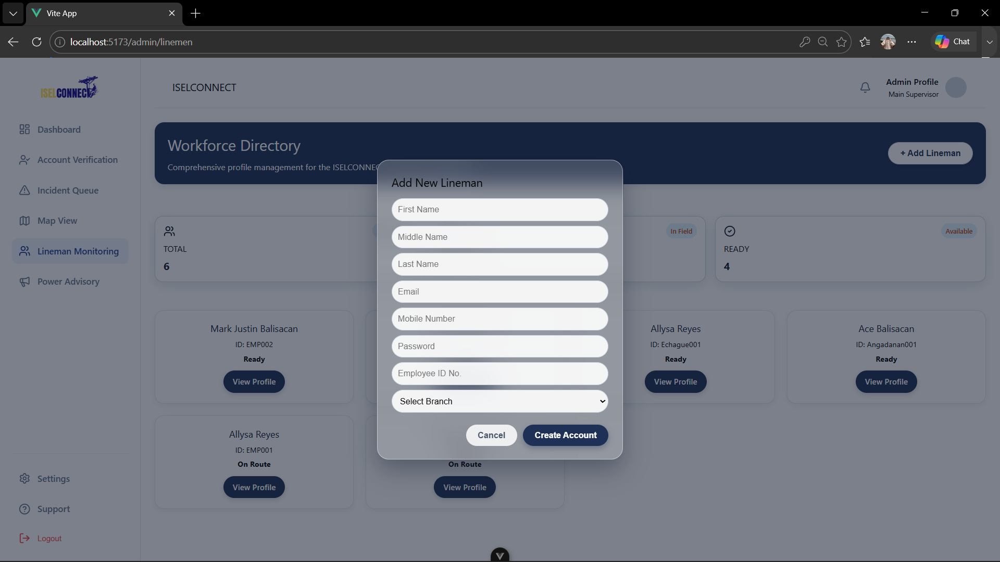 Vite App
localhost:5173/admin/linemen
Chat
ISELCONNECT
ISELCONNECT
Admin Profile
Main Supervisor
Dashboard
Account Verification
Incident Queue
Map View
Lineman Monitoring
Power Advisory
Settings
Support
Logout
Workforce Directory
Comprehensive profile management for the ISELCONNEC
+ Add Lineman
TOTAL
6
In Field
Available
READY
4
Mark Justin Balisacan
ID: EMP002
Ready
View Profile
Allysa Reyes
ID: Echague001
Ready
View Profile
Ace Balisacan
ID: Angadanan001
Ready
View Profile
Allysa Reyes
ID: EMP001
On Route
View Profile
On Route
View Profile
Add New Lineman
First Name
Middle Name
Last Name
Email
Mobile Number
Password
Employee ID No.
Select Branch
Cancel
Create Account